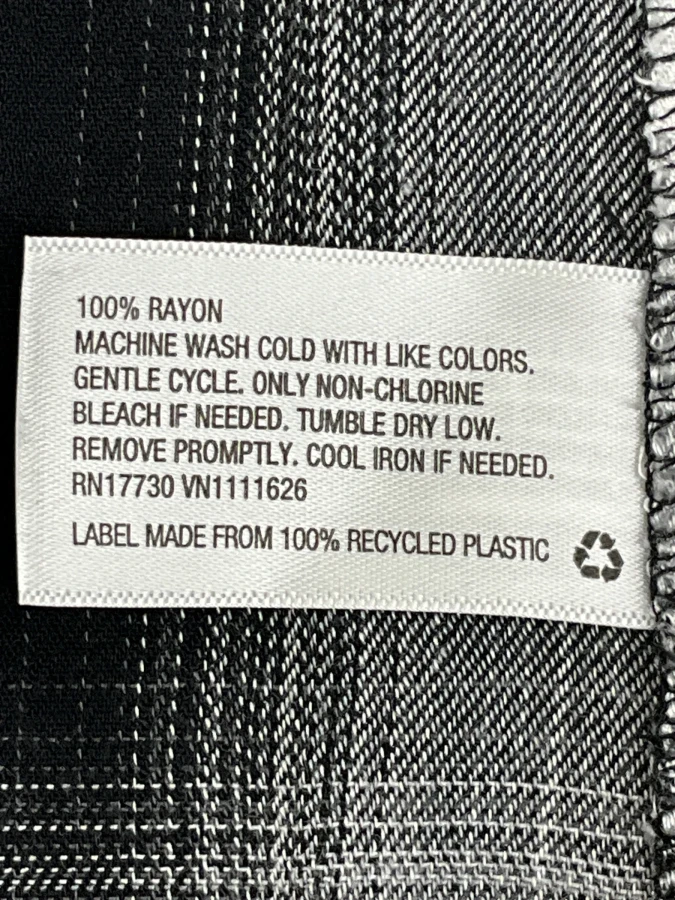 100% RAYON
MACHINE WASH COLD WITH LIKE COLORS.
GENTLE CYCLE. ONLY NON-CHLORINE
BLEACH IF NEEDED. TUMBLE DRY LOW.
REMOVE PROMPTLY. COOL IRON IF NEEDED.
RN17730 VN1111626
LABEL MADE FROM 100% RECYCLED PLASTIC